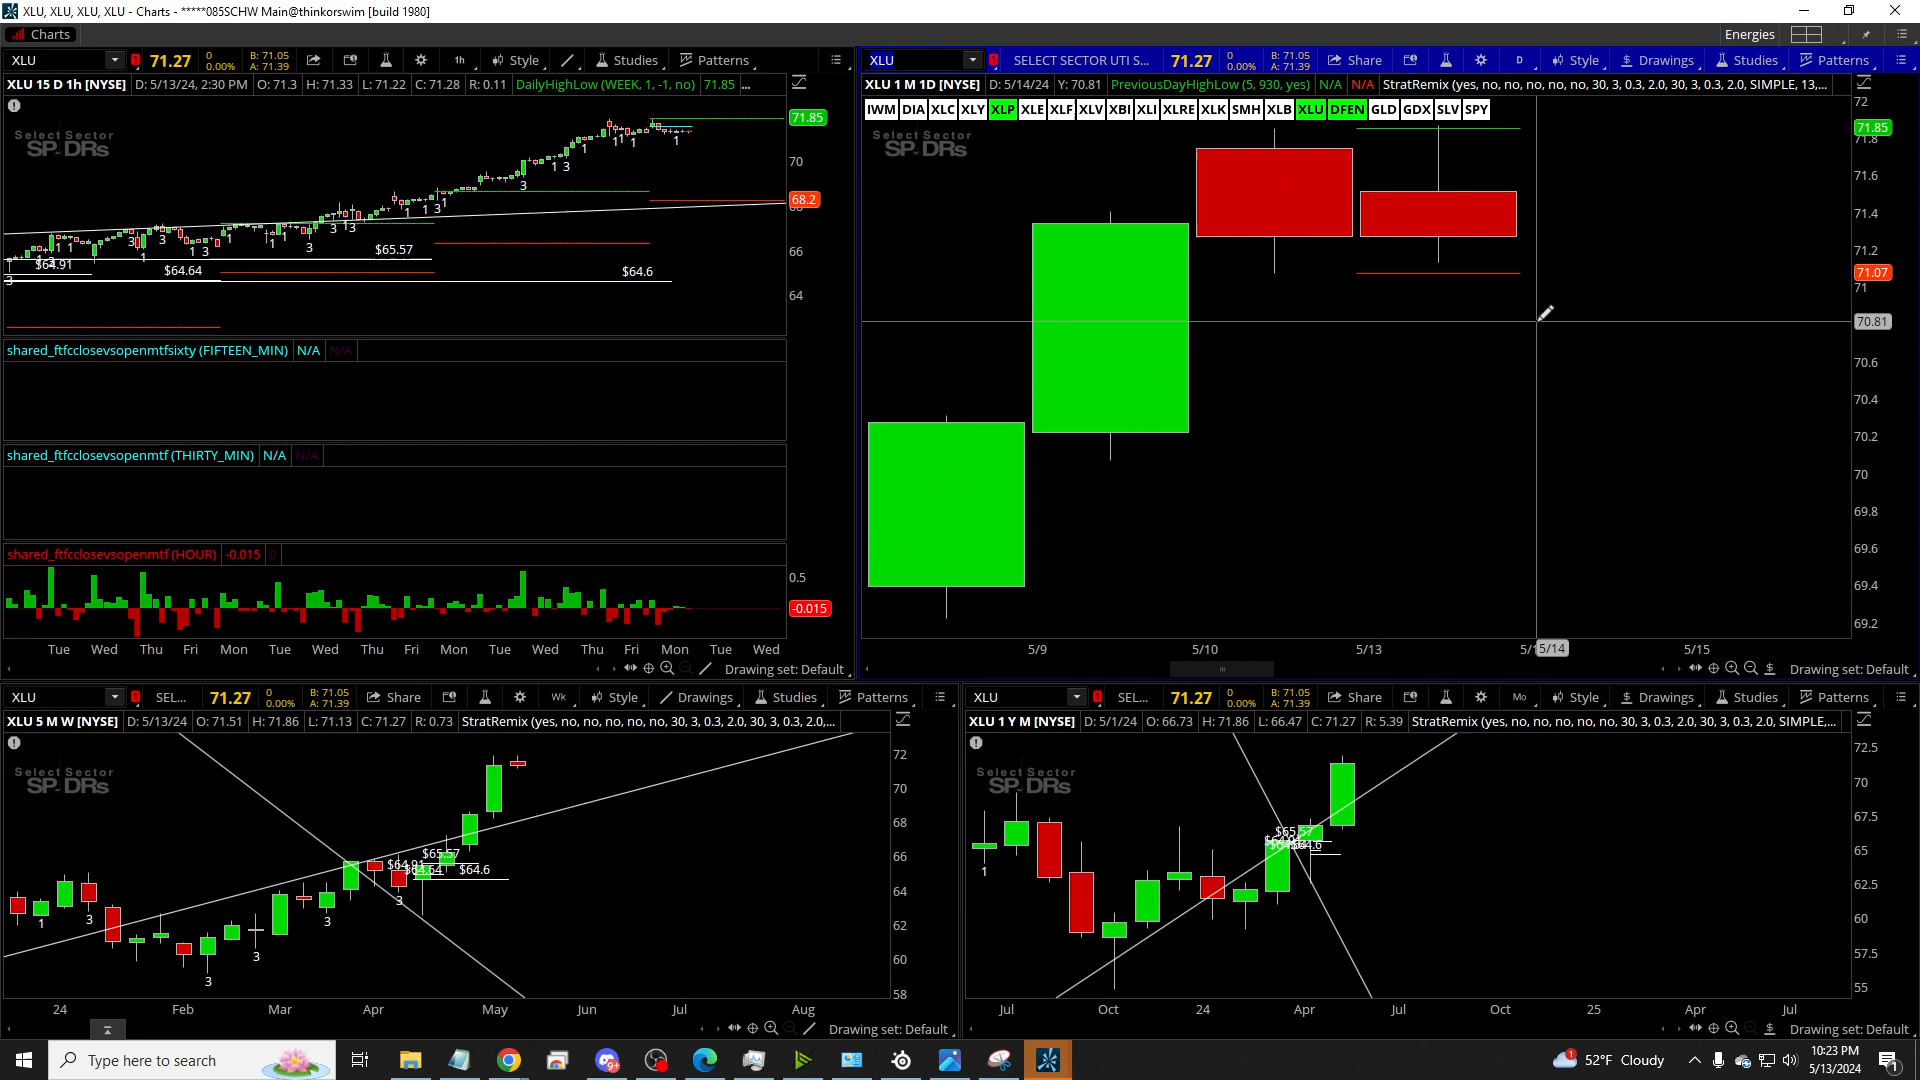 XLU, XLU, XLU, XLU - Charts - *****085SCHW Main@thinkorswim [build 1980]
Charts
Energies
XLU 71.27 0 0.00% B: 71.05 A: 71.39 1h Style Studies Patterns
XLU 15 D 1h [NYSE] D: 5/13/24, 2:30 PM O: 71.3 H: 71.33 L: 71.22 C: 71.28 R: 0.11 DailyHighLow (WEEK, 1, -1, no) 71.85 ...
Select Sector
SPDRs
71.85
70
68.2
66
64
$64.91
$64.64
$65.57
$64.6
shared_ftfcclosevsopenmtfsixty (FIFTEEN_MIN) N/A N/A
shared_ftfcclosevsopenmtf (THIRTY_MIN) N/A N/A
shared_ftfcclosevsopenmtf (HOUR) -0.015 0
0.5
-0.015
Tue Wed Thu Fri Mon Tue Wed Thu Fri Mon Tue Wed Thu Fri Mon Tue Wed
Drawing set: Default
XLU SELECT SECTOR UTI S... 71.27 0 0.00% B: 71.05 A: 71.39 Share D Style Drawings Studies Patterns
XLU 1 M 1D [NYSE] D: 5/14/24 Y: 70.81 PreviousDayHighLow (5, 930, yes) N/A N/A StratRemix (yes, no, no, no, no, no, 30, 3, 0.3, 2.0, 30, 3, 0.3, 2.0, SIMPLE, 13,...
IWM DIA XLC XLY XLP XLE XLF XLV XBI XLI XLRE XLK SMH XLB XLU DFEN GLD GDX SLV SPY
Select Sector
SPDRs
72
71.85
71.8
71.6
71.4
71.2
71.07
71
70.81
70.6
70.4
70.2
70
69.8
69.6
69.4
69.2
5/9 5/10 5/13 5/14 5/15
Drawing set: Default
XLU SEL... 71.27 0 0.00% B: 71.05 A: 71.39 Share Wk Style Drawings Studies Patterns
XLU 5 M W [NYSE] D: 5/13/24 O: 71.51 H: 71.86 L: 71.13 C: 71.27 R: 0.73 StratRemix (yes, no, no, no, no, no, 30, 3, 0.3, 2.0, 30, 3, 0.3, 2.0,...
Select Sector
SPDRs
72
70
68
66
64
62
60
58
$65.57
$64.91
$64.64
$64.6
24 Feb Mar Apr May Jun Jul Aug
Drawing set: Default
XLU SEL... 71.27 0 0.00% B: 71.05 A: 71.39 Share Mo Style Drawings Studies Patterns
XLU 1 Y M [NYSE] D: 5/1/24 O: 66.73 H: 71.86 L: 66.47 C: 71.27 R: 5.39 StratRemix (yes, no, no, no, no, no, 30, 3, 0.3, 2.0, 30, 3, 0.3, 2.0, SIMPLE,...
Select Sector
SPDRs
72.5
70
67.5
65
62.5
60
57.5
55
$65.57
$64.6
Jul Oct 24 Apr Jul Oct 25 Apr Jul
Drawing set: Default
Type here to search
52°F Cloudy
10:23 PM
5/13/2024